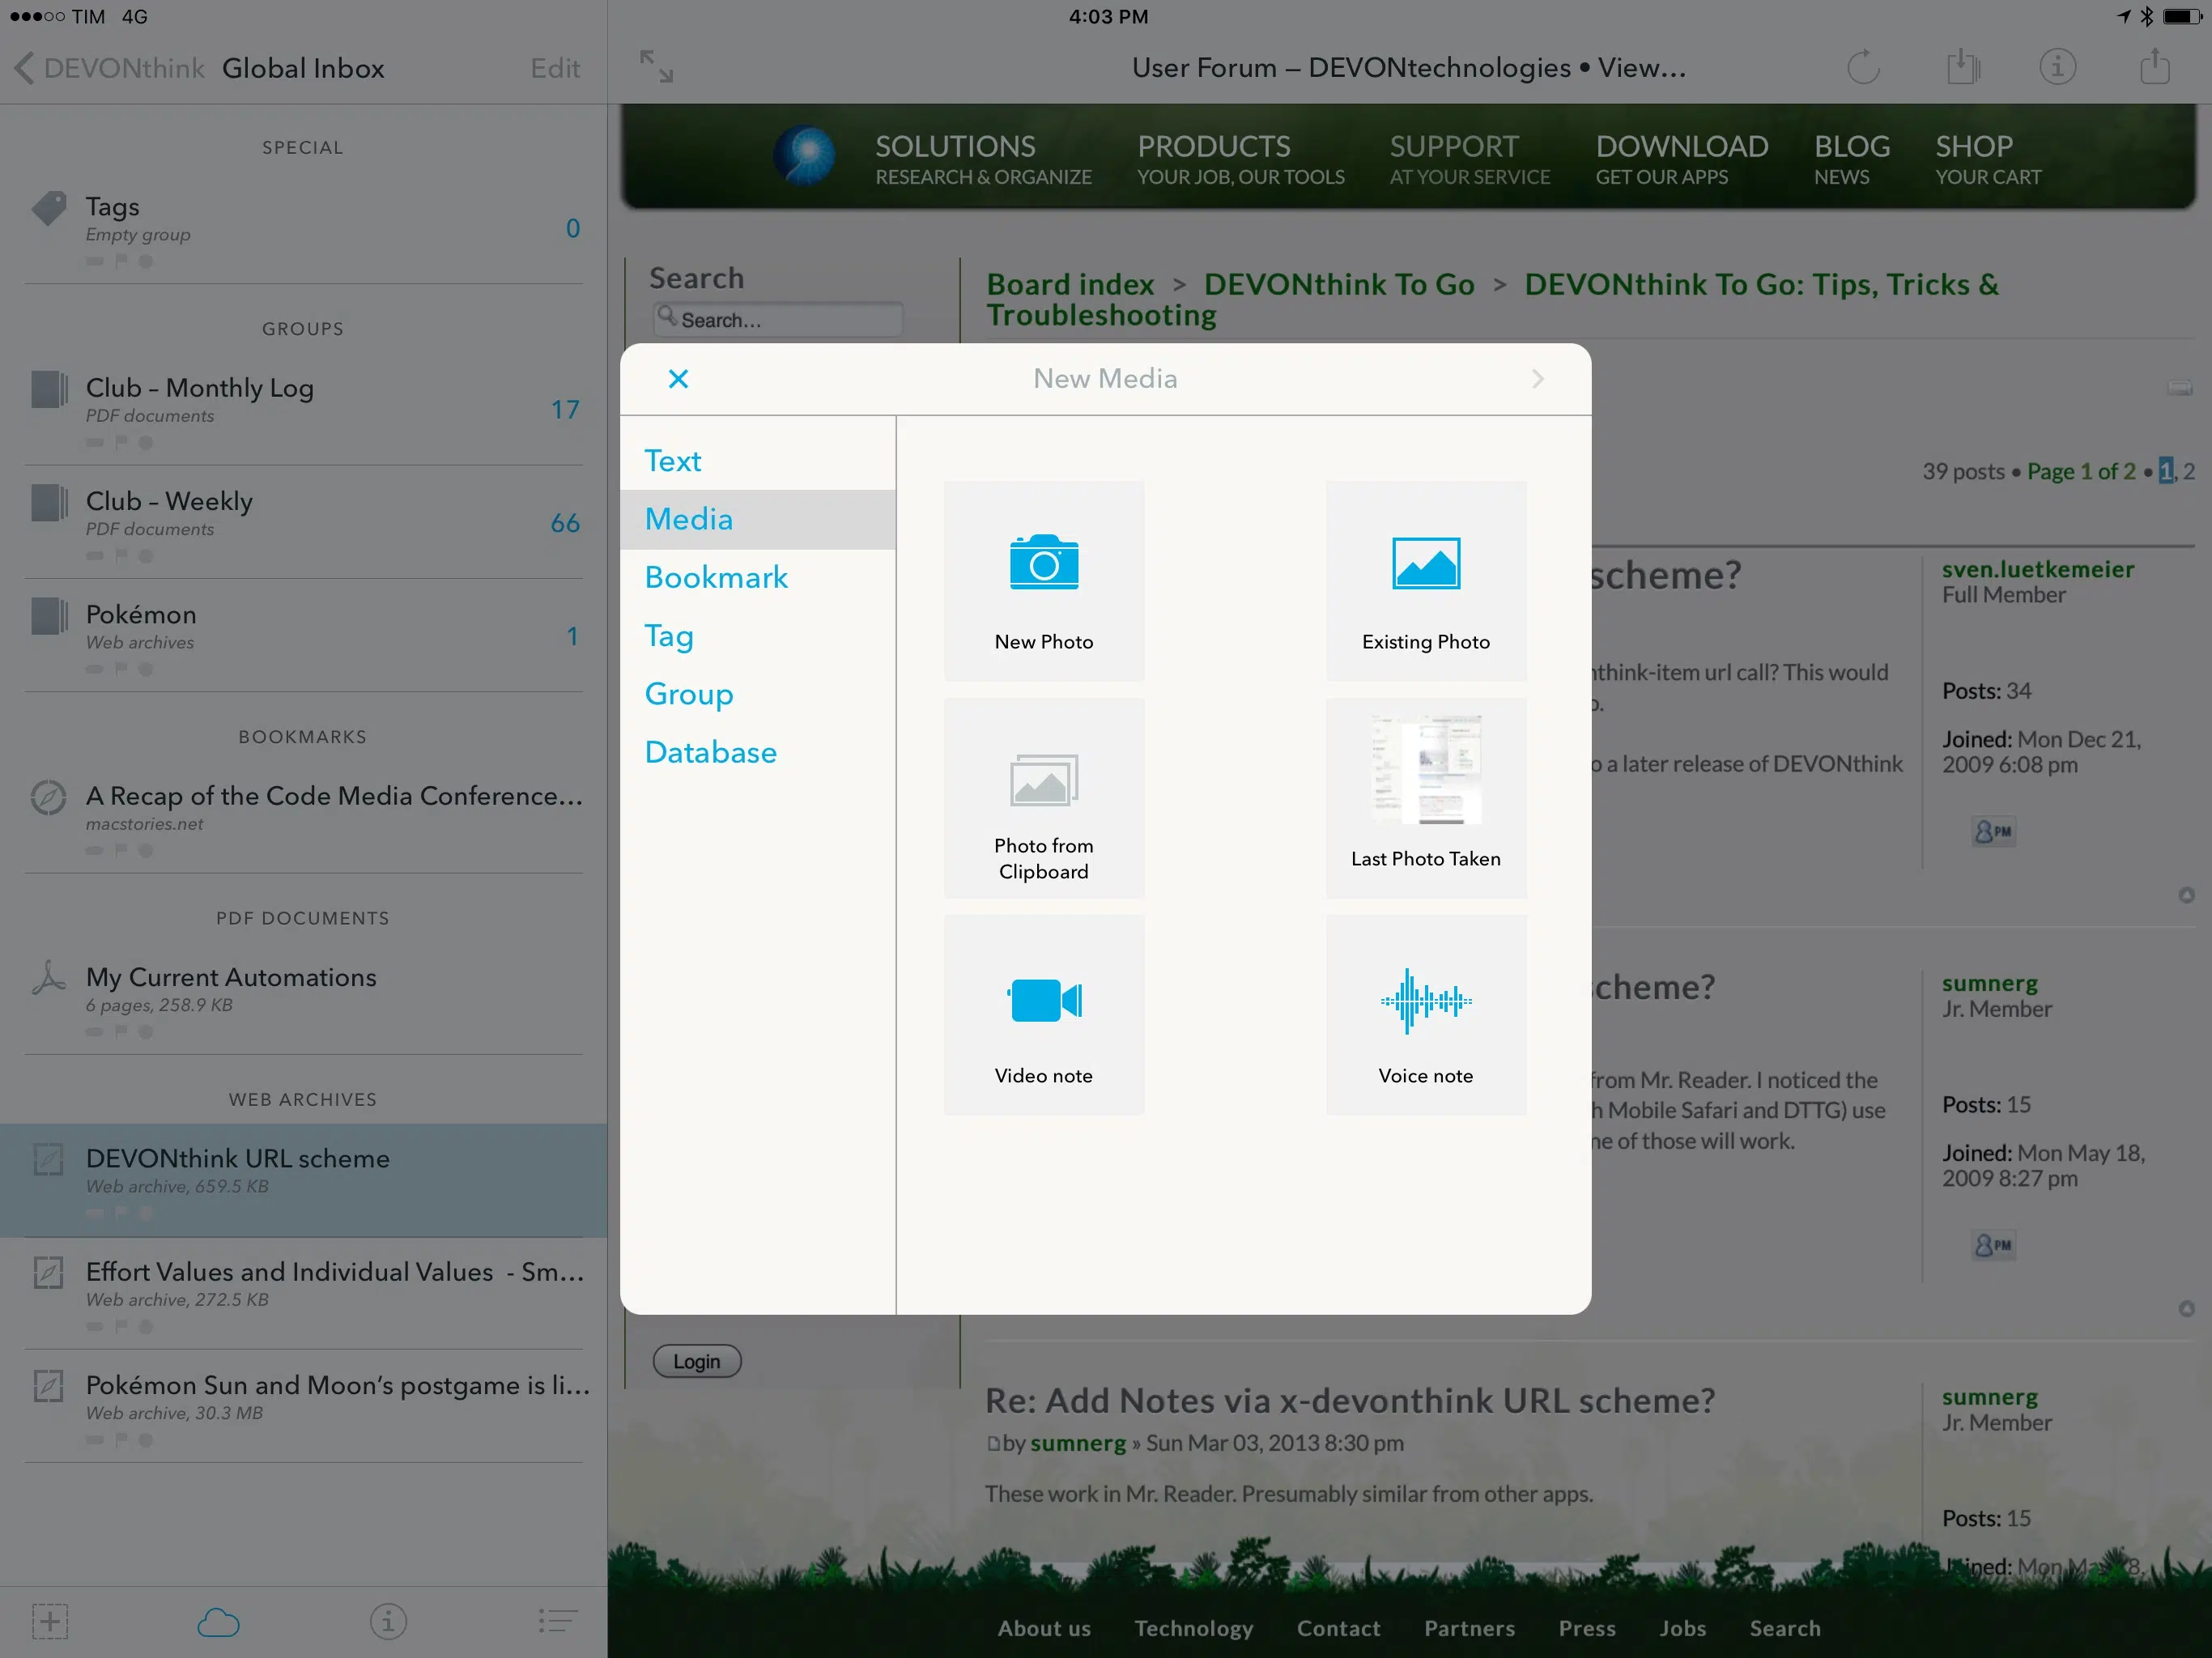 TIM 4G
4:03 PM
DEVONthink
Global Inbox
Edit
SPECIAL
Tags
Empty group
0
GROUPS
Club – Monthly Log
PDF documents
17
Club – Weekly
PDF documents
66
Pokémon
Web archives
1
BOOKMARKS
A Recap of the Code Media Conference...
macstories.net
PDF DOCUMENTS
My Current Automations
6 pages, 258.9 KB
WEB ARCHIVES
DEVONthink URL scheme
Web archive, 659.5 KB
Effort Values and Individual Values - Sm...
Web archive, 272.5 KB
Pokémon Sun and Moon's postgame is li...
Web archive, 30.3 MB
User Forum – DEVONtechnologies • View...
SOLUTIONS
RESEARCH & ORGANIZE
PRODUCTS
YOUR JOB, OUR TOOLS
SUPPORT
AT YOUR SERVICE
DOWNLOAD
GET OUR APPS
BLOG
NEWS
SHOP
YOUR CART
Search
Search…
Board index > DEVONthink To Go > DEVONthink To Go: Tips, Tricks &
Troubleshooting
39 posts • Page 1 of 2 • 1, 2
New Media
Text
Media
Bookmark
Tag
Group
Database
New Photo
Existing Photo
Photo from
Clipboard
Last Photo Taken
Video note
Voice note
scheme?
think-item url call? This would
o a later release of DEVONthink
sven.luetkemeier
Full Member
Posts: 34
Joined: Mon Dec 21,
2009 6:08 pm
PM
cheme?
from Mr. Reader. I noticed the
h Mobile Safari and DTTG) use
ne of those will work.
sumnerg
Jr. Member
Posts: 15
Joined: Mon May 18,
2009 8:27 pm
PM
Login
Re: Add Notes via x-devonthink URL scheme?
by sumnerg » Sun Mar 03, 2013 8:30 pm
These work in Mr. Reader. Presumably similar from other apps.
sumnerg
Jr. Member
Posts: 15
Joined: Mon May 18,
About us
Technology
Contact
Partners
Press
Jobs
Search